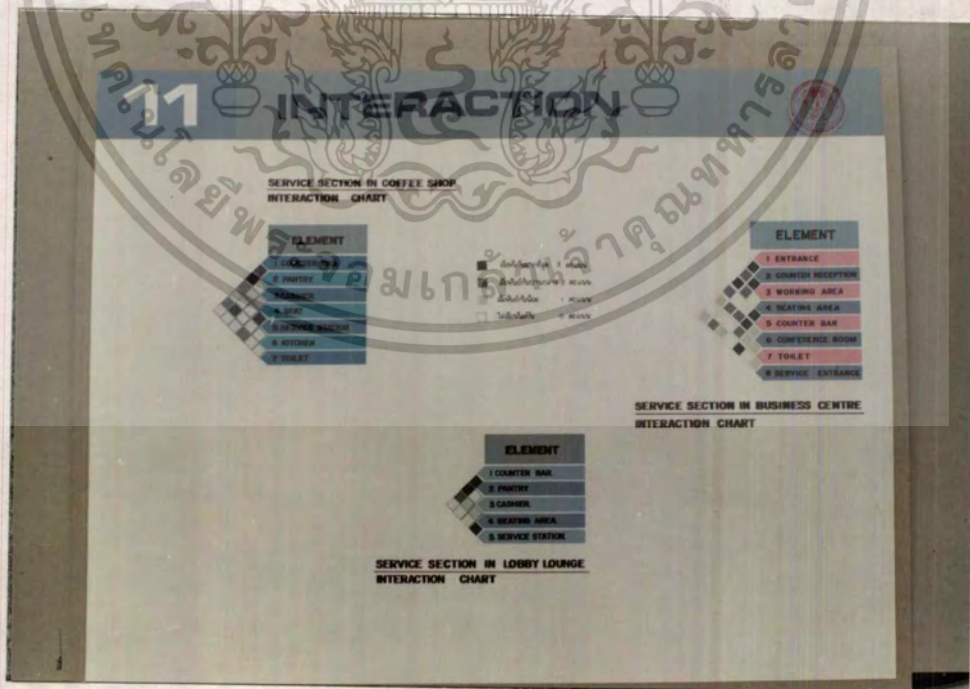 11 INTERACTION
SERVICE SECTION IN COFFEE SHOP
INTERACTION CHART
ELEMENT
2 PANTRY
4 SEAT
5 SERVICE STATION
6 KITCHEN
7 TOILET
ELEMENT
1 ENTRANCE
2 COUNTER RECEPTION
3 WORKING AREA
4 SEATING AREA
5 COUNTER BAR
6 CONFERENCE ROOM
7 TOILET
8 SERVICE ENTRANCE
SERVICE SECTION IN BUSINESS CENTRE
INTERACTION CHART
ELEMENT
1 COUNTER BAR
2 PANTRY
3 CASHIER
4 SEATING AREA
5 SERVICE STATION
SERVICE SECTION IN LOBBY LOUNGE
INTERACTION CHART